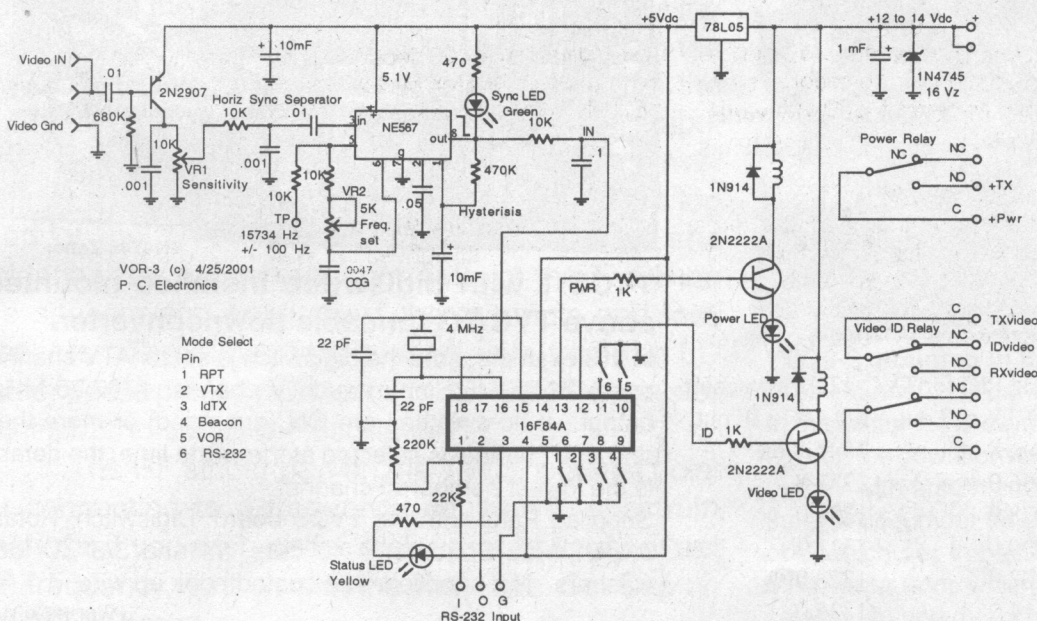 +5Vdc
78L05
+12 to 14 Vdc
+
-
Video IN
.01
2N2907
+ 10mF
5.1V
470
Sync LED
Green
1 mF
+
1N4745
16 Vz
Horiz Sync Seperator
10K
.01
in
NE567
out
8
10K
IN
.1
680K
Video Gnd
10K
VR1
Sensitivity
.001
.001
10K
10K
TP
VR2
5K
Freq.
set
15734 Hz
+/- 100 Hz
.05
470K
Hysterisis
.0047
.003
10mF
1N914
2N2222A
Power Relay
NC
NC
NO
+TX
C
+Pwr
VOR-3 (c) 4/25/2001
P. C. Electronics
PWR
1K
Power LED
4 MHz
22 pF
22 pF
Mode Select
Pin
1 RPT
2 VTX
3 IdTX
4 Beacon
5 VOR
6 RS-232
6 5
18 17 16 15 14 13 12 11 10
16F84A
1 2 3 4 5 6 7 8 9
1 2 3 4
220K
22K
470
Status LED
Yellow
I O G
RS-232 Input
ID
1K
1N914
2N2222A
Video LED
Video ID Relay
C
TXvideo
NC
IDvideo
NO
RXvideo
NC
NO
C